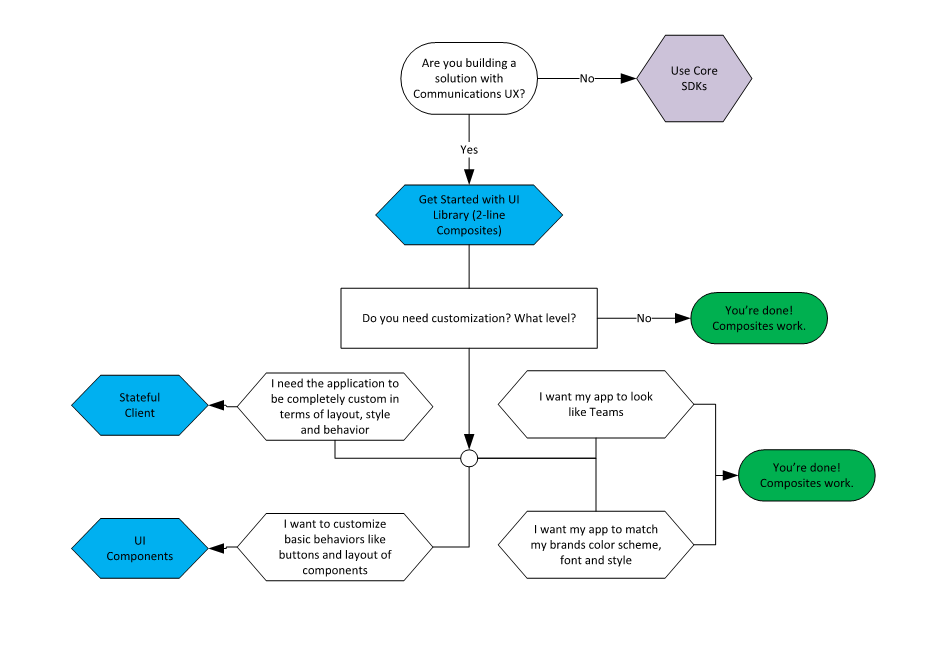 Are you building a
solution with
Communications UX?
No
Use Core
SDKs
Yes
Get Started with UI
Library (2-line
Composites)
Do you need customization? What level?
No
You're done!
Composites work.
Stateful
Client
I need the application to
be completely custom in
terms of layout, style
and behavior
I want my app to look
like Teams
You're done!
Composites work.
UI
Components
I want to customize
basic behaviors like
buttons and layout of
components
I want my app to match
my brands color scheme,
font and style